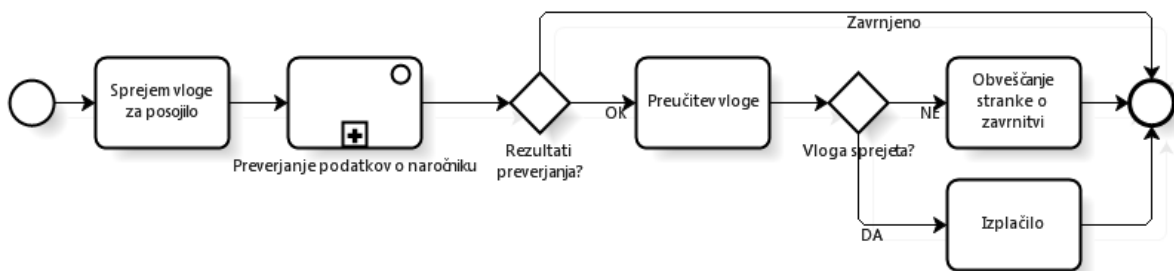 Zavrnjeno
Sprejem vloge
za posojilo
Preverjanje podatkov o naročniku
Rezultati
preverjanja?
OK
Preučitev vloge
Vloga sprejeta?
NE
Obveščanje
stranke o
zavrnitvi
DA
Izplačilo